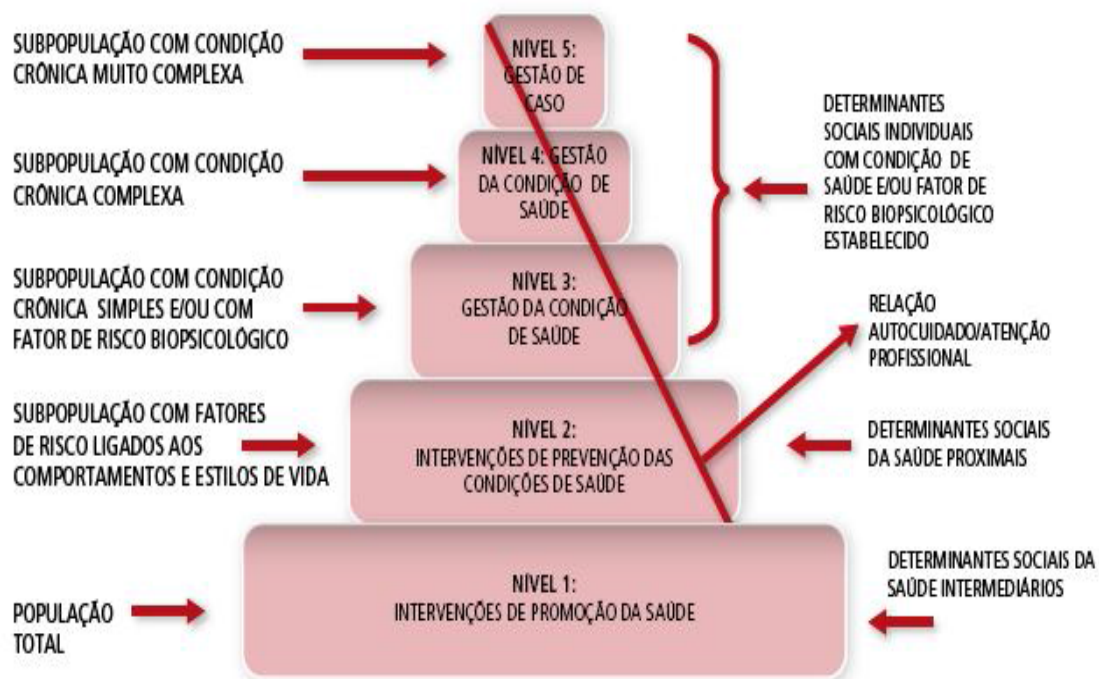 SUBPOPULAÇÃO COM CONDIÇÃO
CRÔNICA MUITO COMPLEXA
SUBPOPULAÇÃO COM CONDIÇÃO
CRÔNICA COMPLEXA
SUBPOPULAÇÃO COM CONDIÇÃO
CRÔNICA SIMPLES E/OU COM
FATOR DE RISCO BIOPSICOLÓGICO
SUBPOPULAÇÃO COM FATORES
DE RISCO LIGADOS AOS
COMPORTAMENTOS E ESTILOS DE VIDA
POPULAÇÃO
TOTAL
NÍVEL 5:
GESTÃO DE
CASO
NÍVEL 4: GESTÃO
DA CONDIÇÃO DE
SAÚDE
NÍVEL 3:
GESTÃO DA CONDIÇÃO
DE SAÚDE
NÍVEL 2:
INTERVENÇÕES DE PREVENÇÃO DAS
CONDIÇÕES DE SAÚDE
NÍVEL 1:
INTERVENÇÕES DE PROMOÇÃO DA SAÚDE
DETERMINANTES
SOCIAIS INDIVIDUAIS
COM CONDIÇÃO DE
SAÚDE E/OU FATOR DE
RISCO BIOPSICOLÓGICO
ESTABELECIDO
RELAÇÃO
AUTOCUIDADO/ATENÇÃO
PROFISSIONAL
DETERMINANTES SOCIAIS
DA SAÚDE PROXIMAIS
DETERMINANTES SOCIAIS DA
SAÚDE INTERMEDIÁRIOS